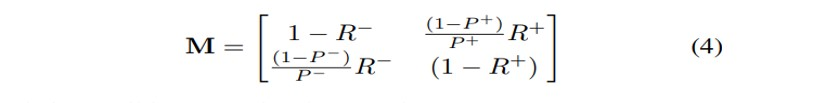 M = [ 1 − R⁻   (1−P⁺)/P⁺ R⁺
(1−P⁻)/P⁻ R⁻   (1 − R⁺) ]   (4)